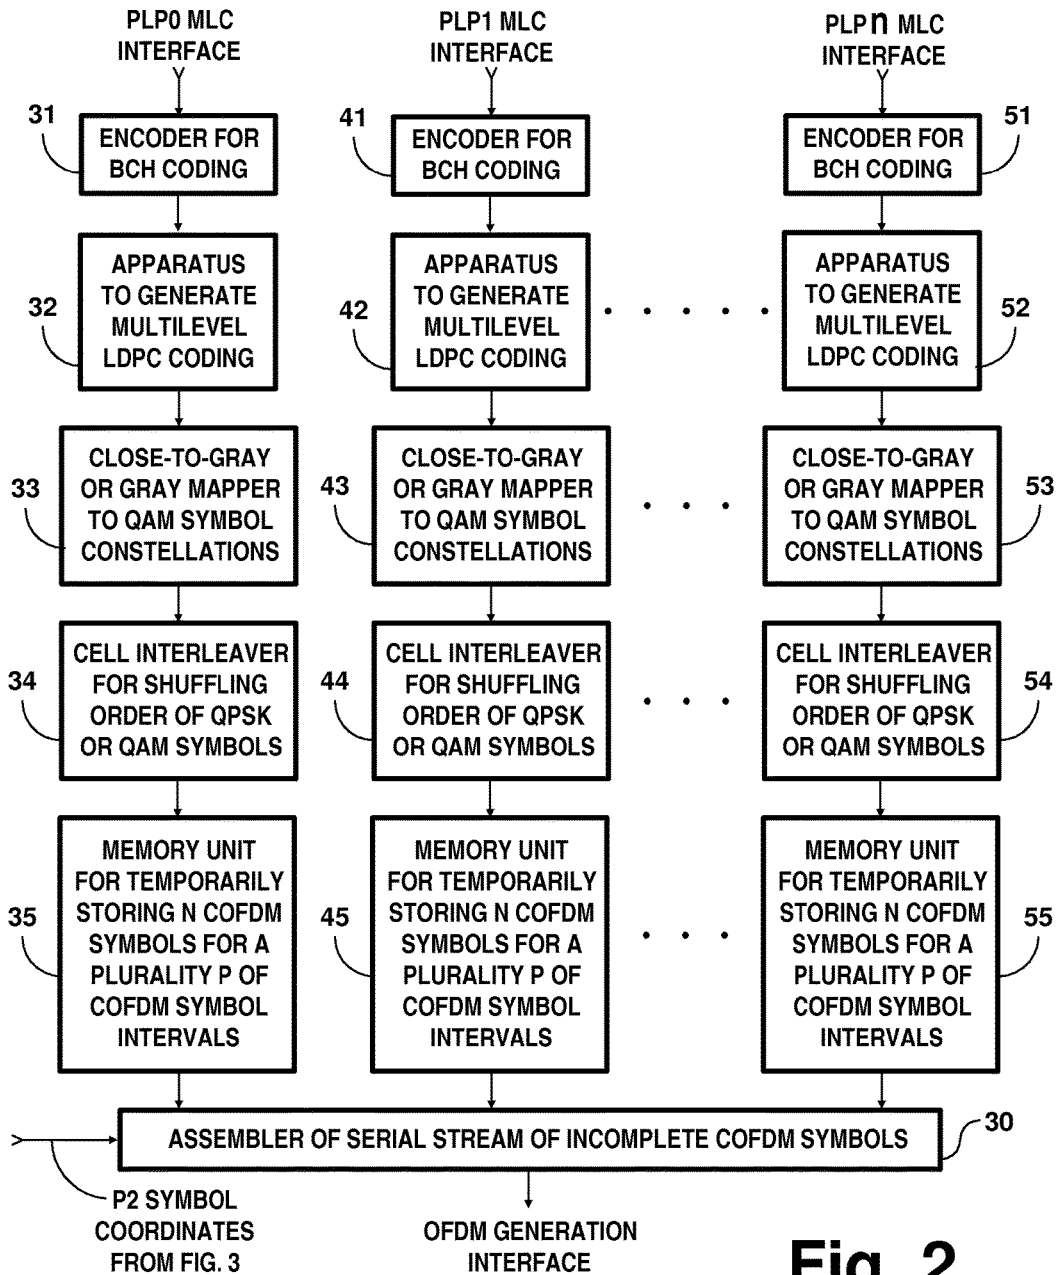 PLP0 MLC
INTERFACE
PLP1 MLC
INTERFACE
PLPn MLC
INTERFACE
31
ENCODER FOR
BCH CODING
41
ENCODER FOR
BCH CODING
51
ENCODER FOR
BCH CODING
32
APPARATUS
TO GENERATE
MULTILEVEL
LDPC CODING
42
APPARATUS
TO GENERATE
MULTILEVEL
LDPC CODING
52
APPARATUS
TO GENERATE
MULTILEVEL
LDPC CODING
33
CLOSE-TO-GRAY
OR GRAY MAPPER
TO QAM SYMBOL
CONSTELLATIONS
43
CLOSE-TO-GRAY
OR GRAY MAPPER
TO QAM SYMBOL
CONSTELLATIONS
53
CLOSE-TO-GRAY
OR GRAY MAPPER
TO QAM SYMBOL
CONSTELLATIONS
34
CELL INTERLEAVER
FOR SHUFFLING
ORDER OF QPSK
OR QAM SYMBOLS
44
CELL INTERLEAVER
FOR SHUFFLING
ORDER OF QPSK
OR QAM SYMBOLS
54
CELL INTERLEAVER
FOR SHUFFLING
ORDER OF QPSK
OR QAM SYMBOLS
35
MEMORY UNIT
FOR TEMPORARILY
STORING N COFDM
SYMBOLS FOR A
PLURALITY P OF
COFDM SYMBOL
INTERVALS
45
MEMORY UNIT
FOR TEMPORARILY
STORING N COFDM
SYMBOLS FOR A
PLURALITY P OF
COFDM SYMBOL
INTERVALS
55
MEMORY UNIT
FOR TEMPORARILY
STORING N COFDM
SYMBOLS FOR A
PLURALITY P OF
COFDM SYMBOL
INTERVALS
ASSEMBLER OF SERIAL STREAM OF INCOMPLETE COFDM SYMBOLS
30
P2 SYMBOL
COORDINATES
FROM FIG. 3
OFDM GENERATION
INTERFACE
Fig. 2